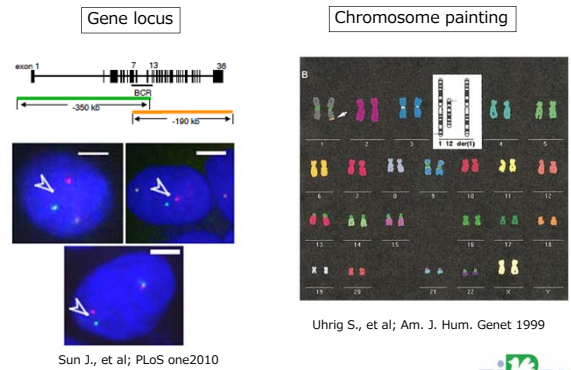 Gene locus
Chromosome painting
exon 1
7
13
36
BCR
-350 kb
-190 kb
B
1
2
3
1 12 der(1)
4
5
6
7
8
9
10
11
12
13
14
15
16
17
18
19
20
21
22
X
Y
Sun J., et al; PLoS one2010
Uhrig S., et al; Am. J. Hum. Genet 1999